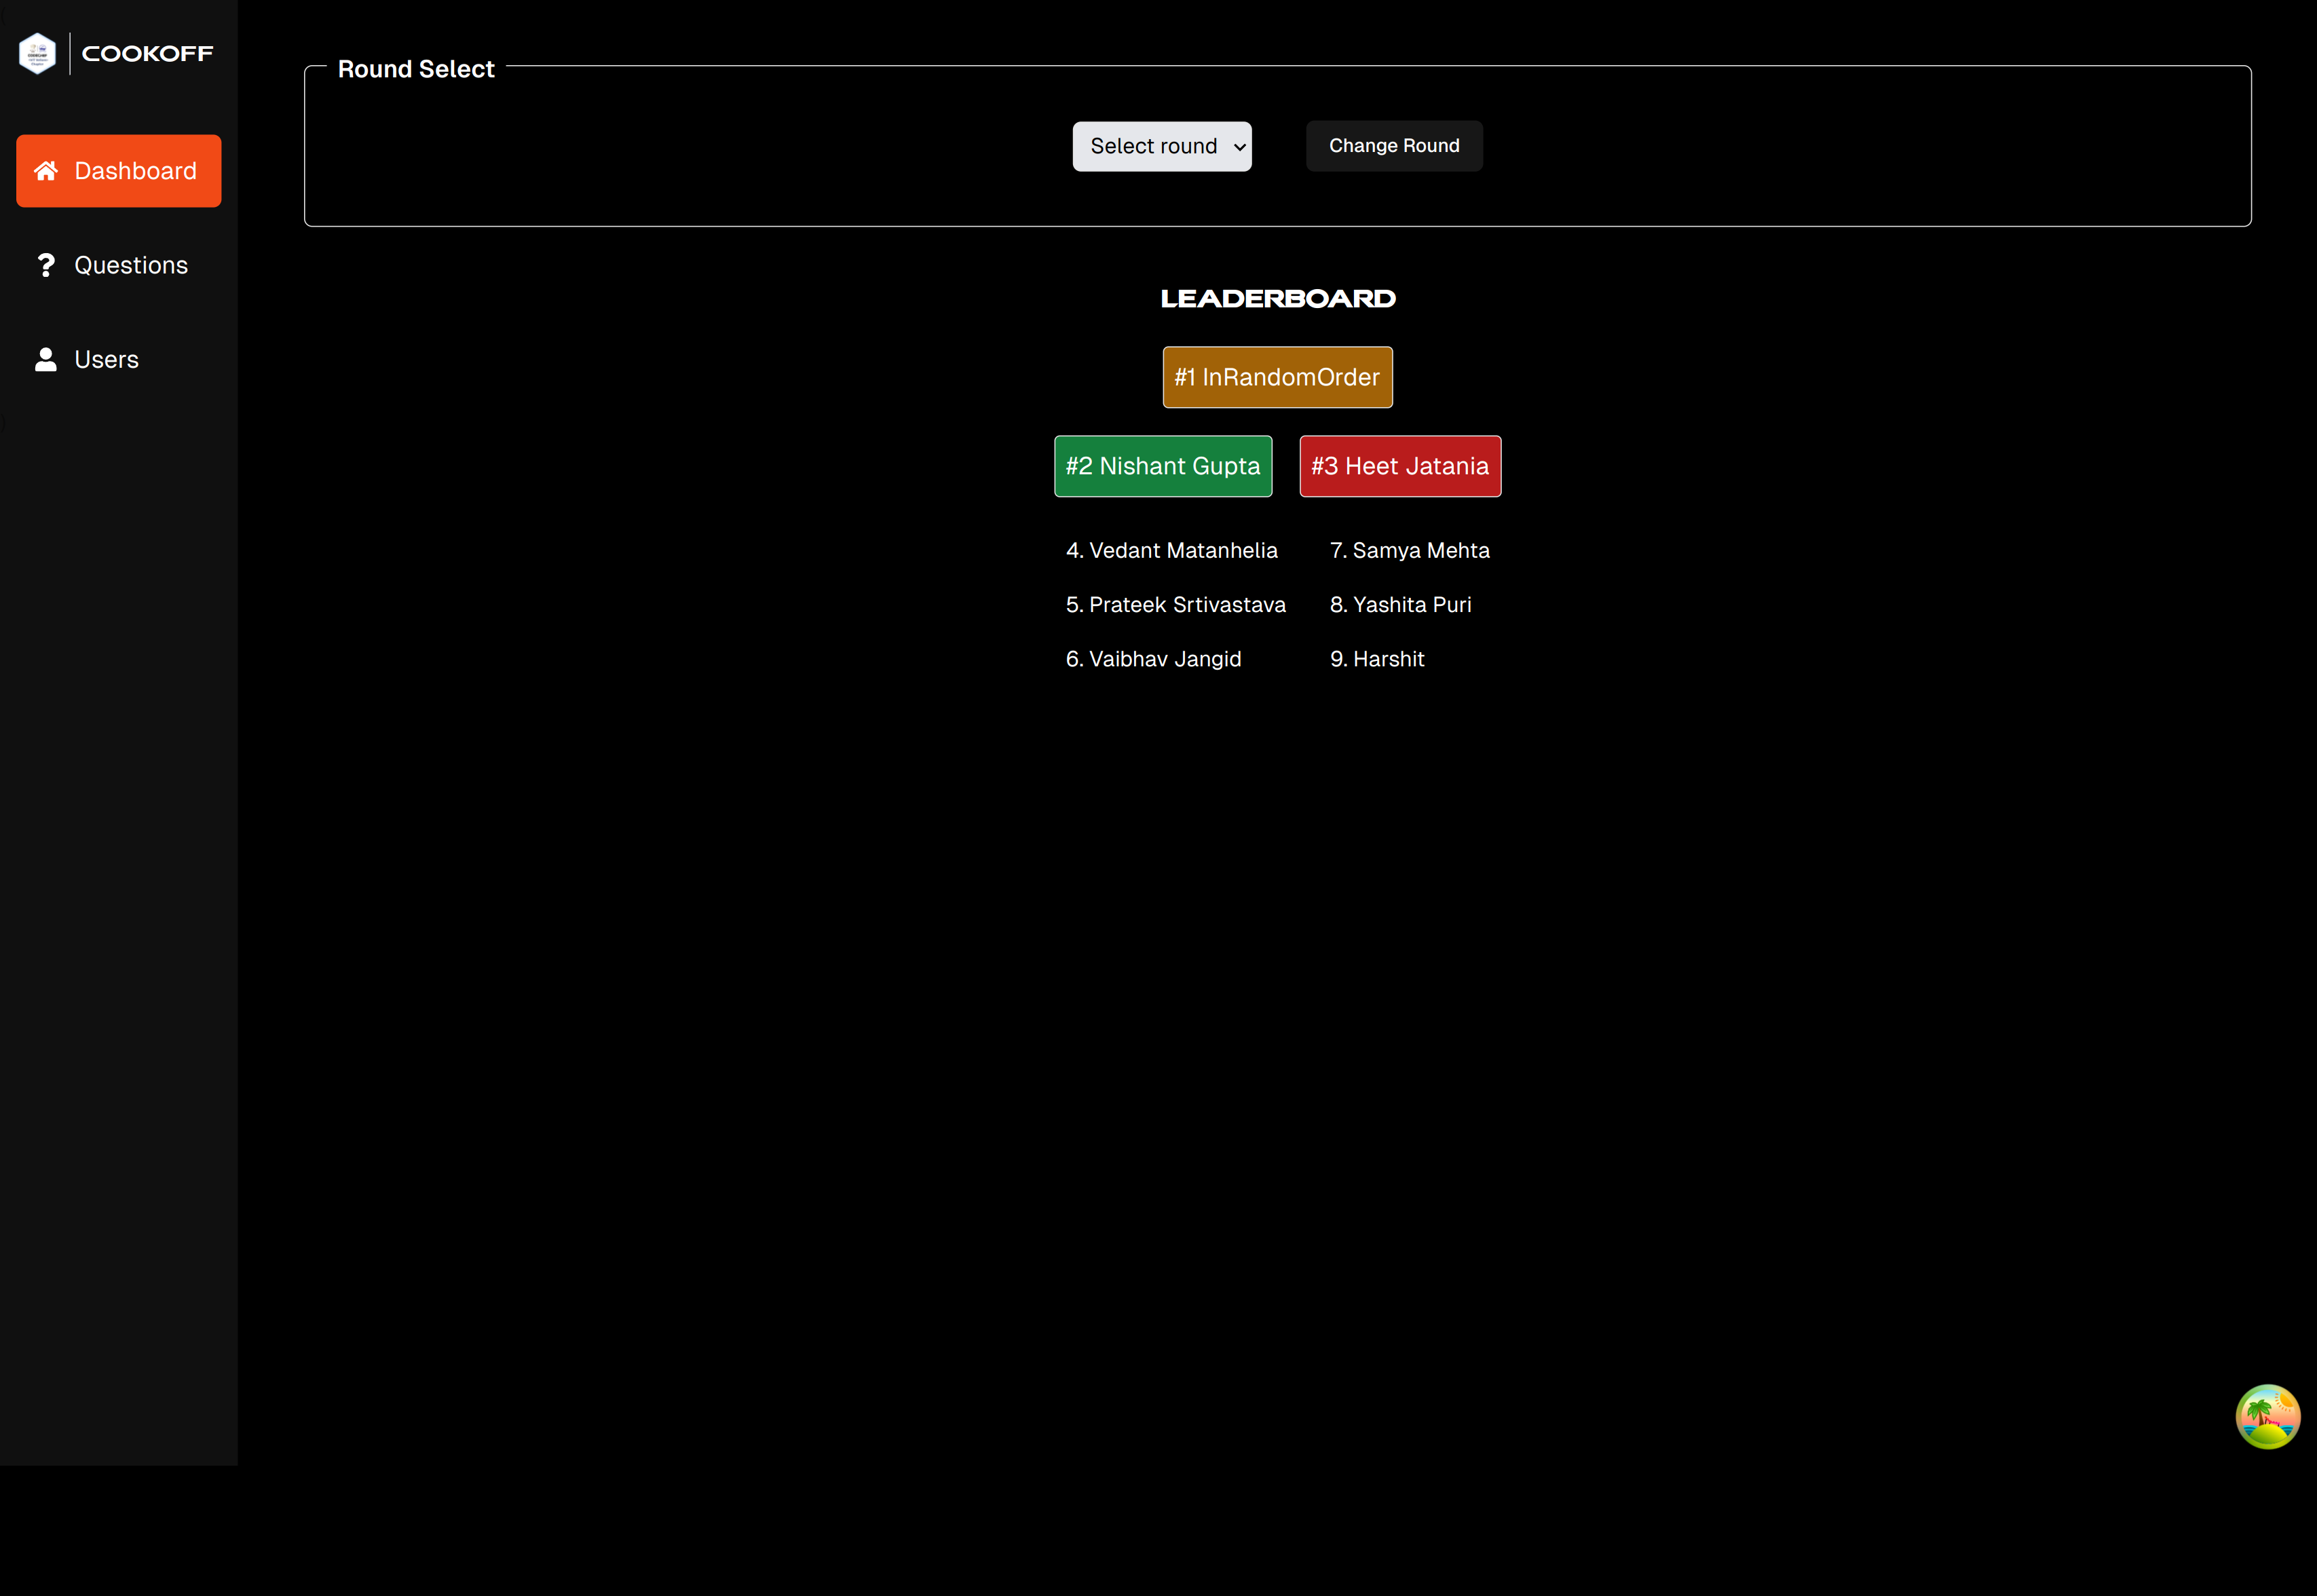 COOKOFF
Dashboard
Questions
Users
Round Select
Select round
Change Round
LEADERBOARD
#1 InRandomOrder
#2 Nishant Gupta
#3 Heet Jatania
4. Vedant Matanhelia
5. Prateek Srtivastava
6. Vaibhav Jangid
7. Samya Mehta
8. Yashita Puri
9. Harshit